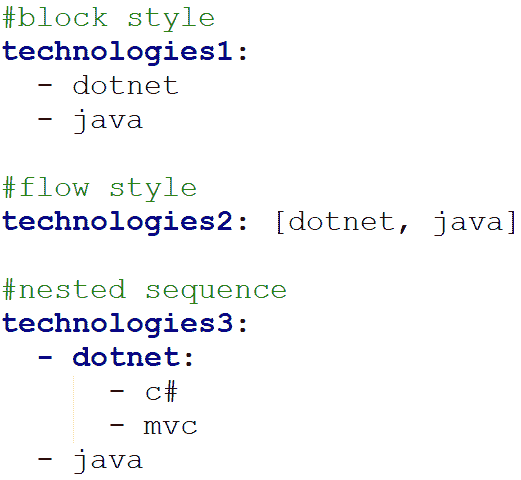 #block style
technologies1:
  - dotnet
  - java

#flow style
technologies2: [dotnet, java]

#nested sequence
technologies3:
  - dotnet:
      - c#
      - mvc
  - java